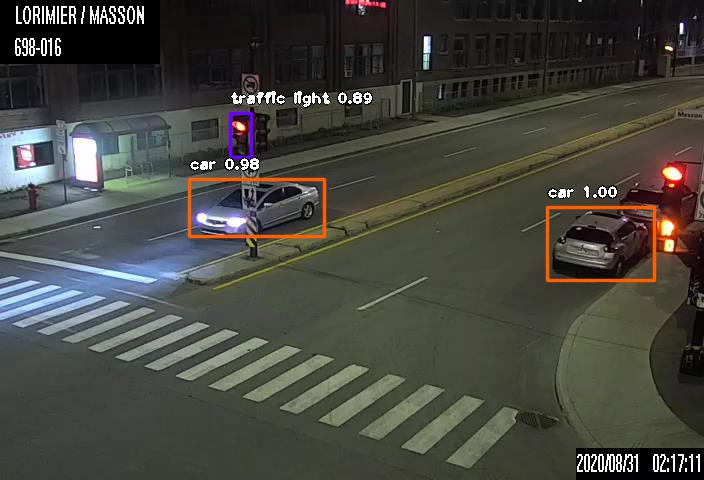 LORIMIER / MASSON
698-016
traffic light 0.89
car 0.98
car 1.00
Masson
2020/08/31 02:17:11